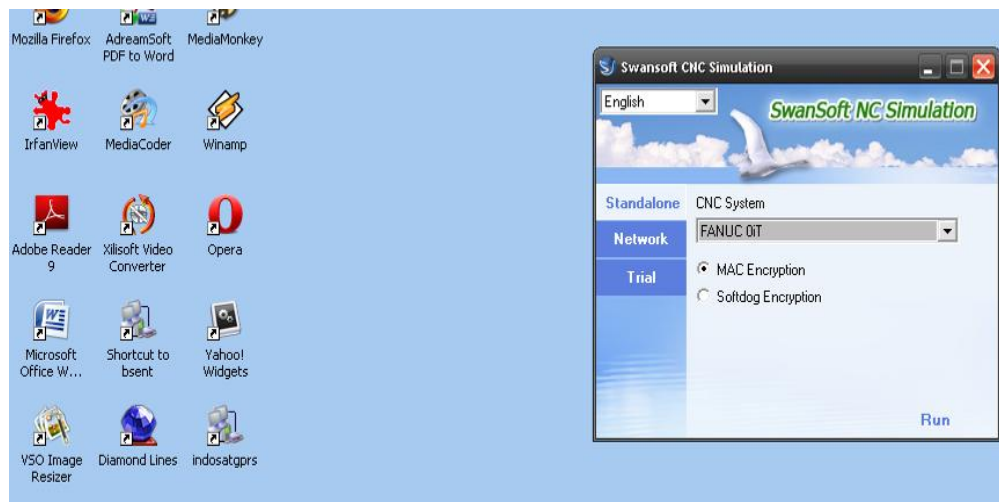 Mozilla Firefox
AdreamSoft
PDF to Word
MediaMonkey
IrfanView
MediaCoder
Winamp
Adobe Reader
9
Xilisoft Video
Converter
Opera
Microsoft
Office W...
Shortcut to
bsent
Yahoo!
Widgets
VSO Image
Resizer
Diamond Lines
indosatgprs
Swansoft CNC Simulation
English
SwanSoft NC Simulation
Standalone
Network
Trial
CNC System
FANUC 0iT
MAC Encryption
Softdog Encryption
Run